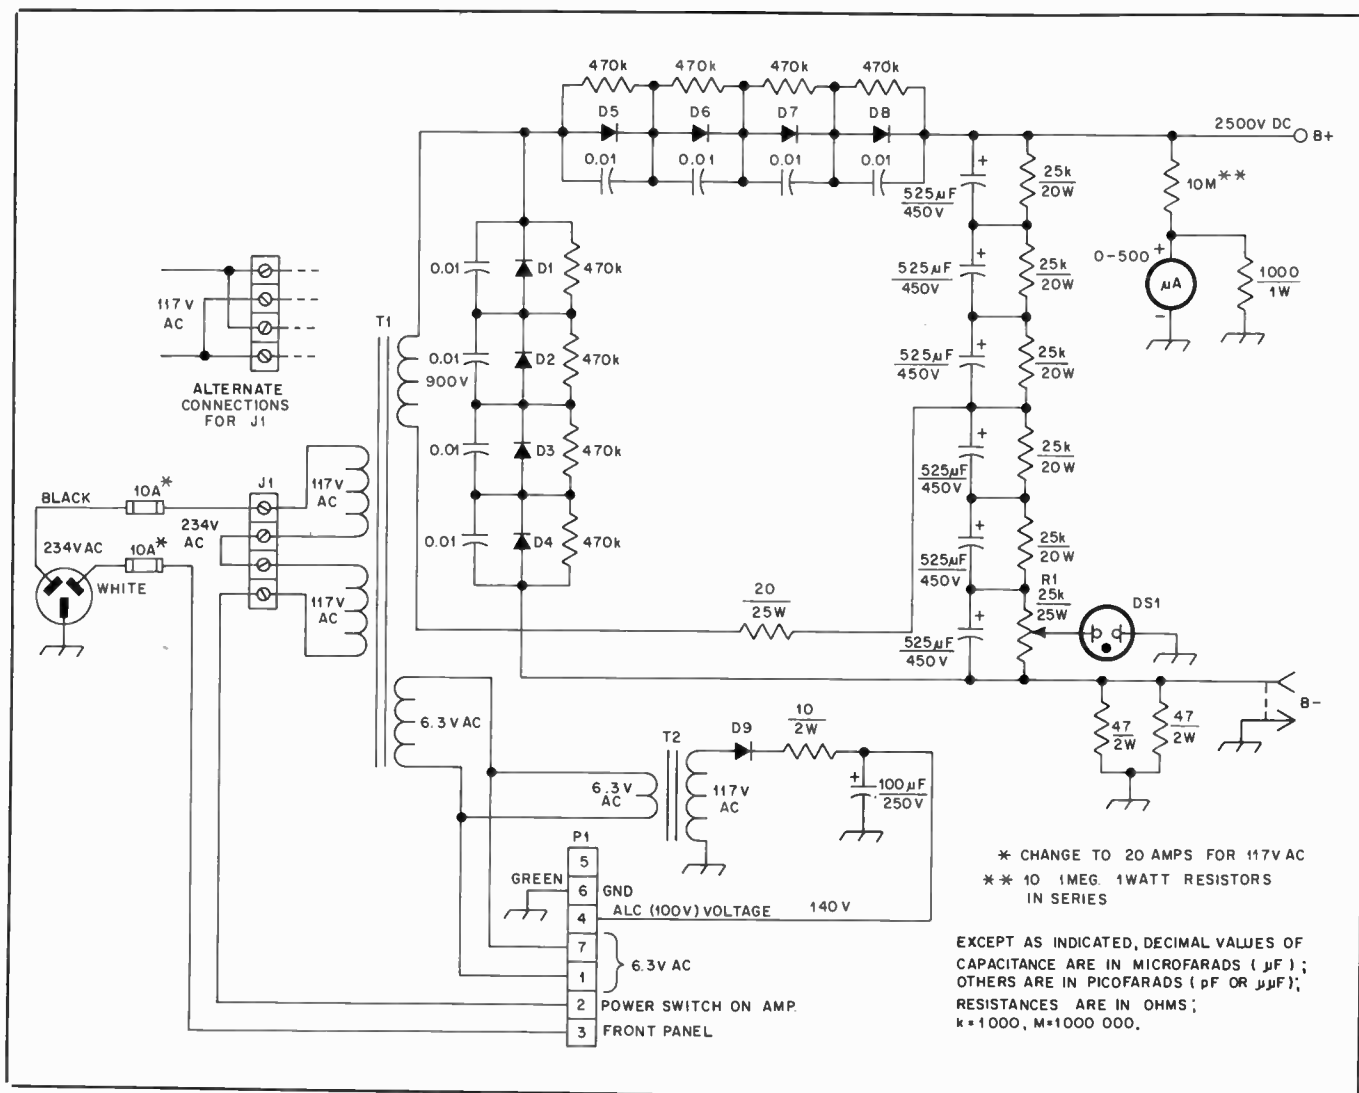 470k
470k
470k
470k
D5
D6
D7
D8
0.01
0.01
0.01
0.01
2500V DC
B+
+
525µF
450V
25k
20W
10M**
0-500
+
µA
-
1000
1W
+
525µF
450V
25k
20W
+
525µF
450V
25k
20W
+
525µF
450V
25k
20W
+
525µF
450V
25k
20W
+
525µF
450V
R1
25k
25W
DS1
0.01
D1
470k
0.01
D2
470k
0.01
D3
470k
0.01
D4
470k
117V
AC
ALTERNATE
CONNECTIONS
FOR J1
T1
900V
BLACK
10A*
J1
117V
AC
234V
AC
234VAC
10A*
WHITE
117V
AC
20
25W
6.3V AC
47
2W
47
2W
B-
T2
D9
10
2W
6.3V
AC
117V
AC
+
100µF
250V
P1
5
GREEN
6
GND
4
ALC (100V) VOLTAGE
140V
7
6.3V AC
1
2
POWER SWITCH ON AMP.
3
FRONT PANEL
* CHANGE TO 20 AMPS FOR 117V AC
** 10 1MEG. 1WATT RESISTORS
IN SERIES
EXCEPT AS INDICATED, DECIMAL VALUES OF
CAPACITANCE ARE IN MICROFARADS ( µF ) ;
OTHERS ARE IN PICOFARADS ( pF OR µµF);
RESISTANCES ARE IN OHMS ;
k=1000, M=1000 000.